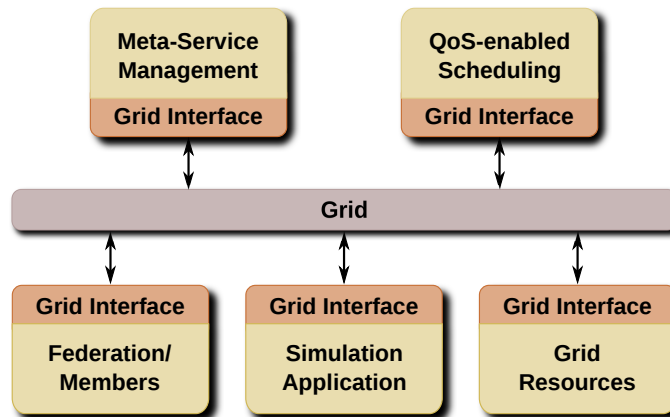 Meta-Service
Management
Grid Interface
QoS-enabled
Scheduling
Grid Interface
Grid
Grid Interface
Federation/
Members
Grid Interface
Simulation
Application
Grid Interface
Grid
Resources